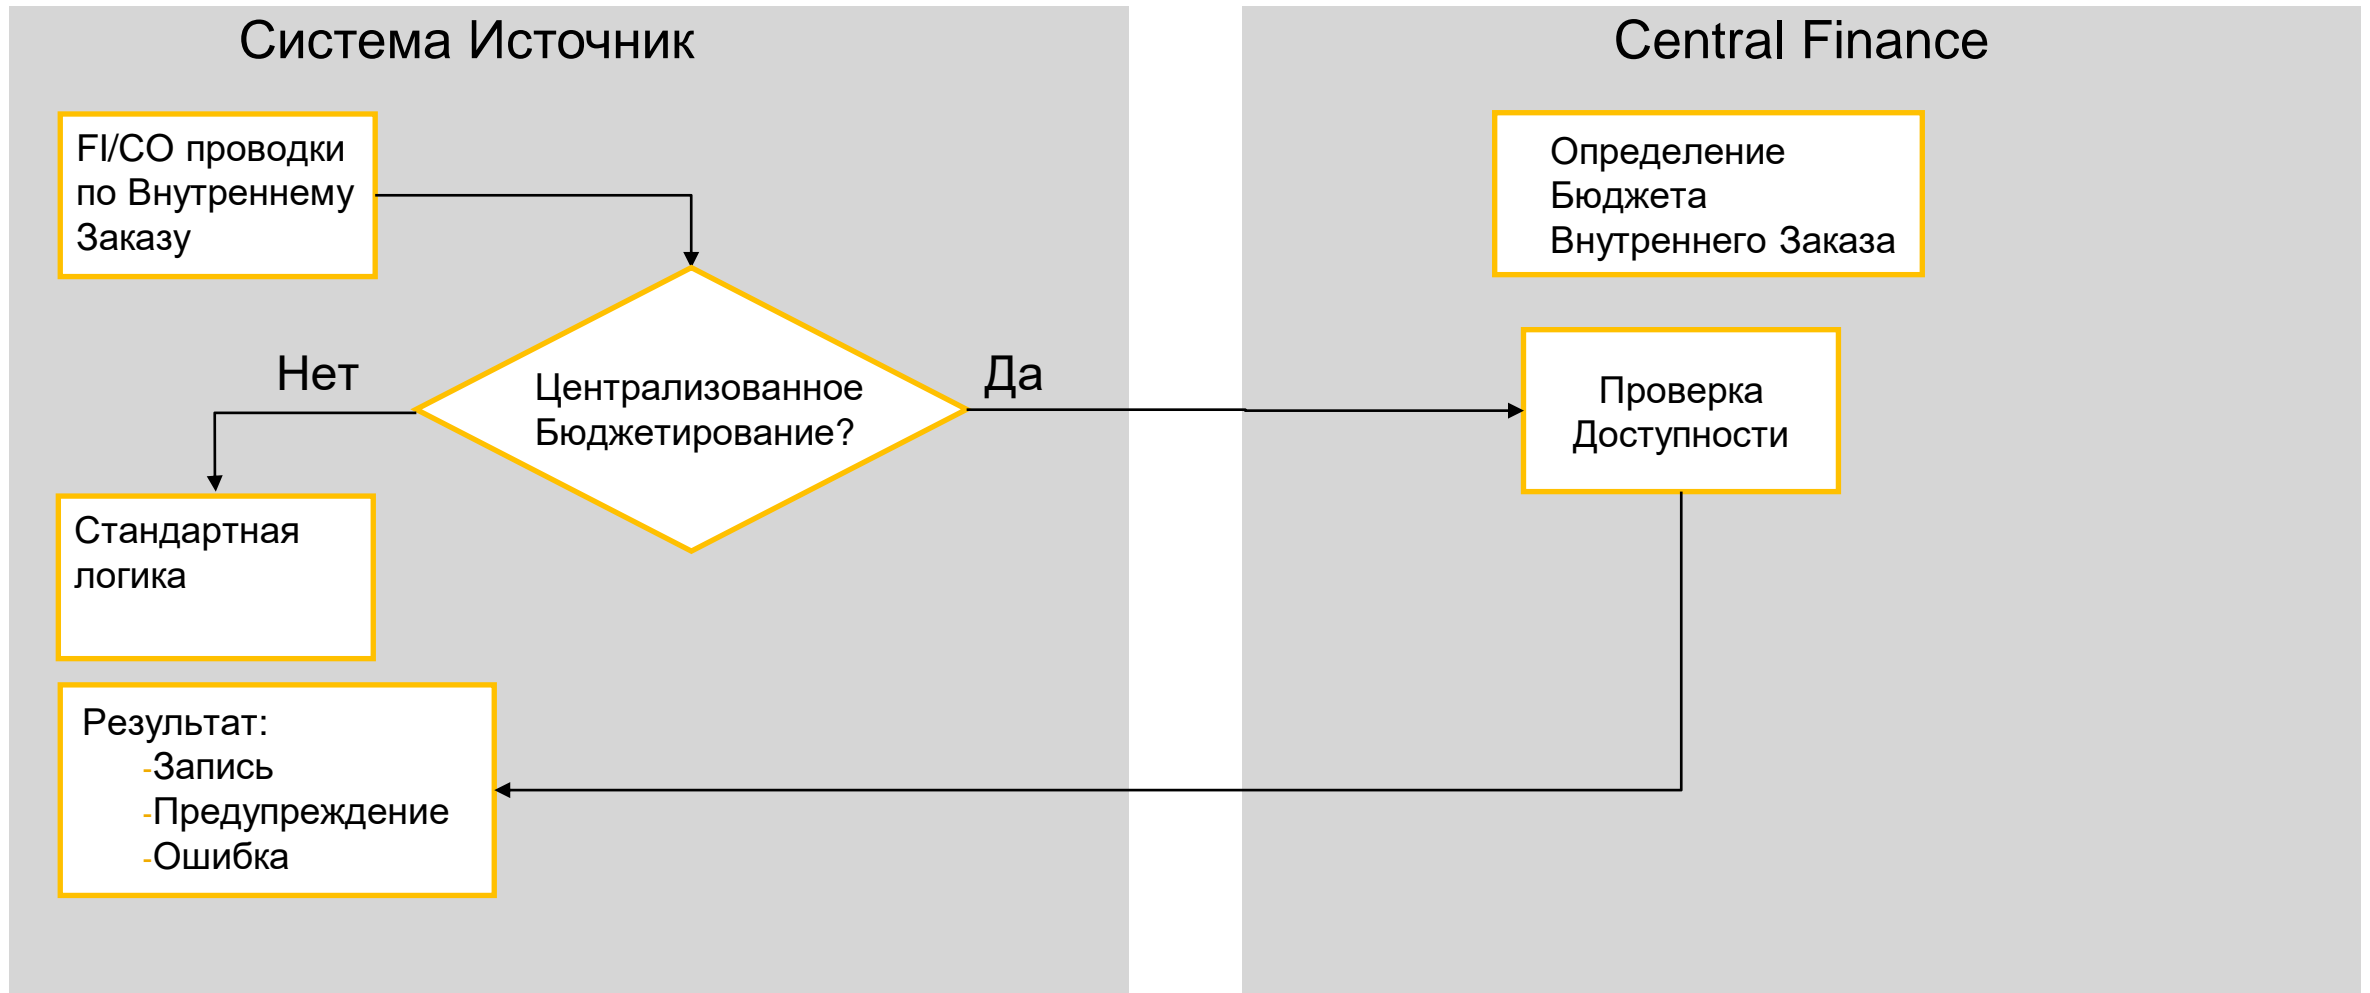 Система Источник
FI/CO проводки
по Внутреннему
Заказу
Нет
Централизованное
Бюджетирование?
Да
Стандартная
логика
Результат:
-Запись
-Предупреждение
-Ошибка
Central Finance
Определение
Бюджета
Внутреннего Заказа
Проверка
Доступности